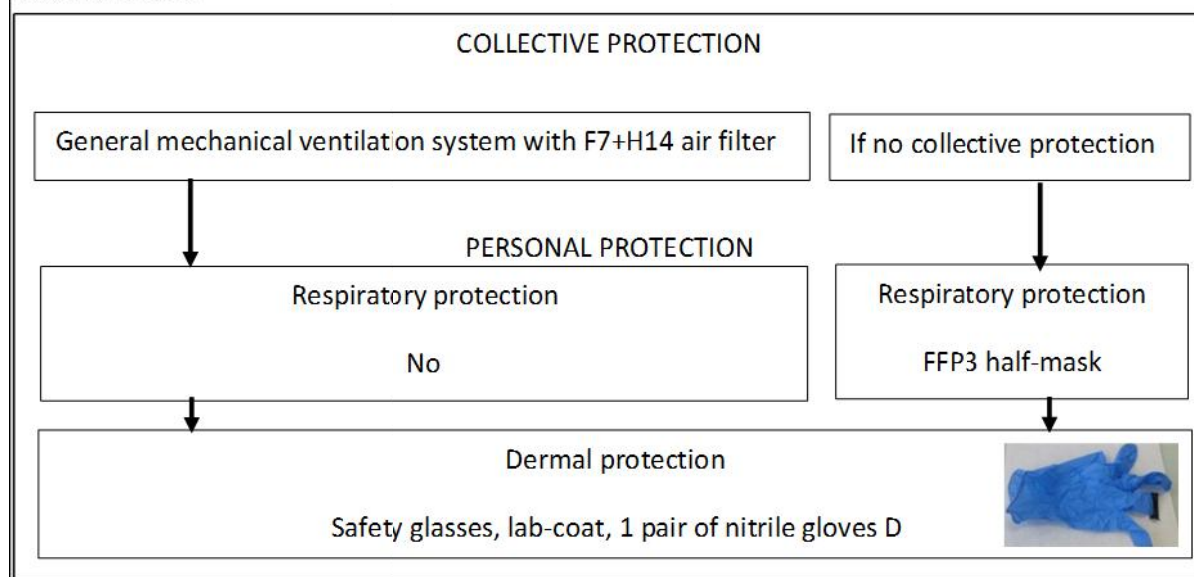 COLLECTIVE PROTECTION
General mechanical ventilation system with F7+H14 air filter
If no collective protection
PERSONAL PROTECTION
Respiratory protection
No
Respiratory protection
FFP3 half-mask
Dermal protection
Safety glasses, lab-coat, 1 pair of nitrile gloves D